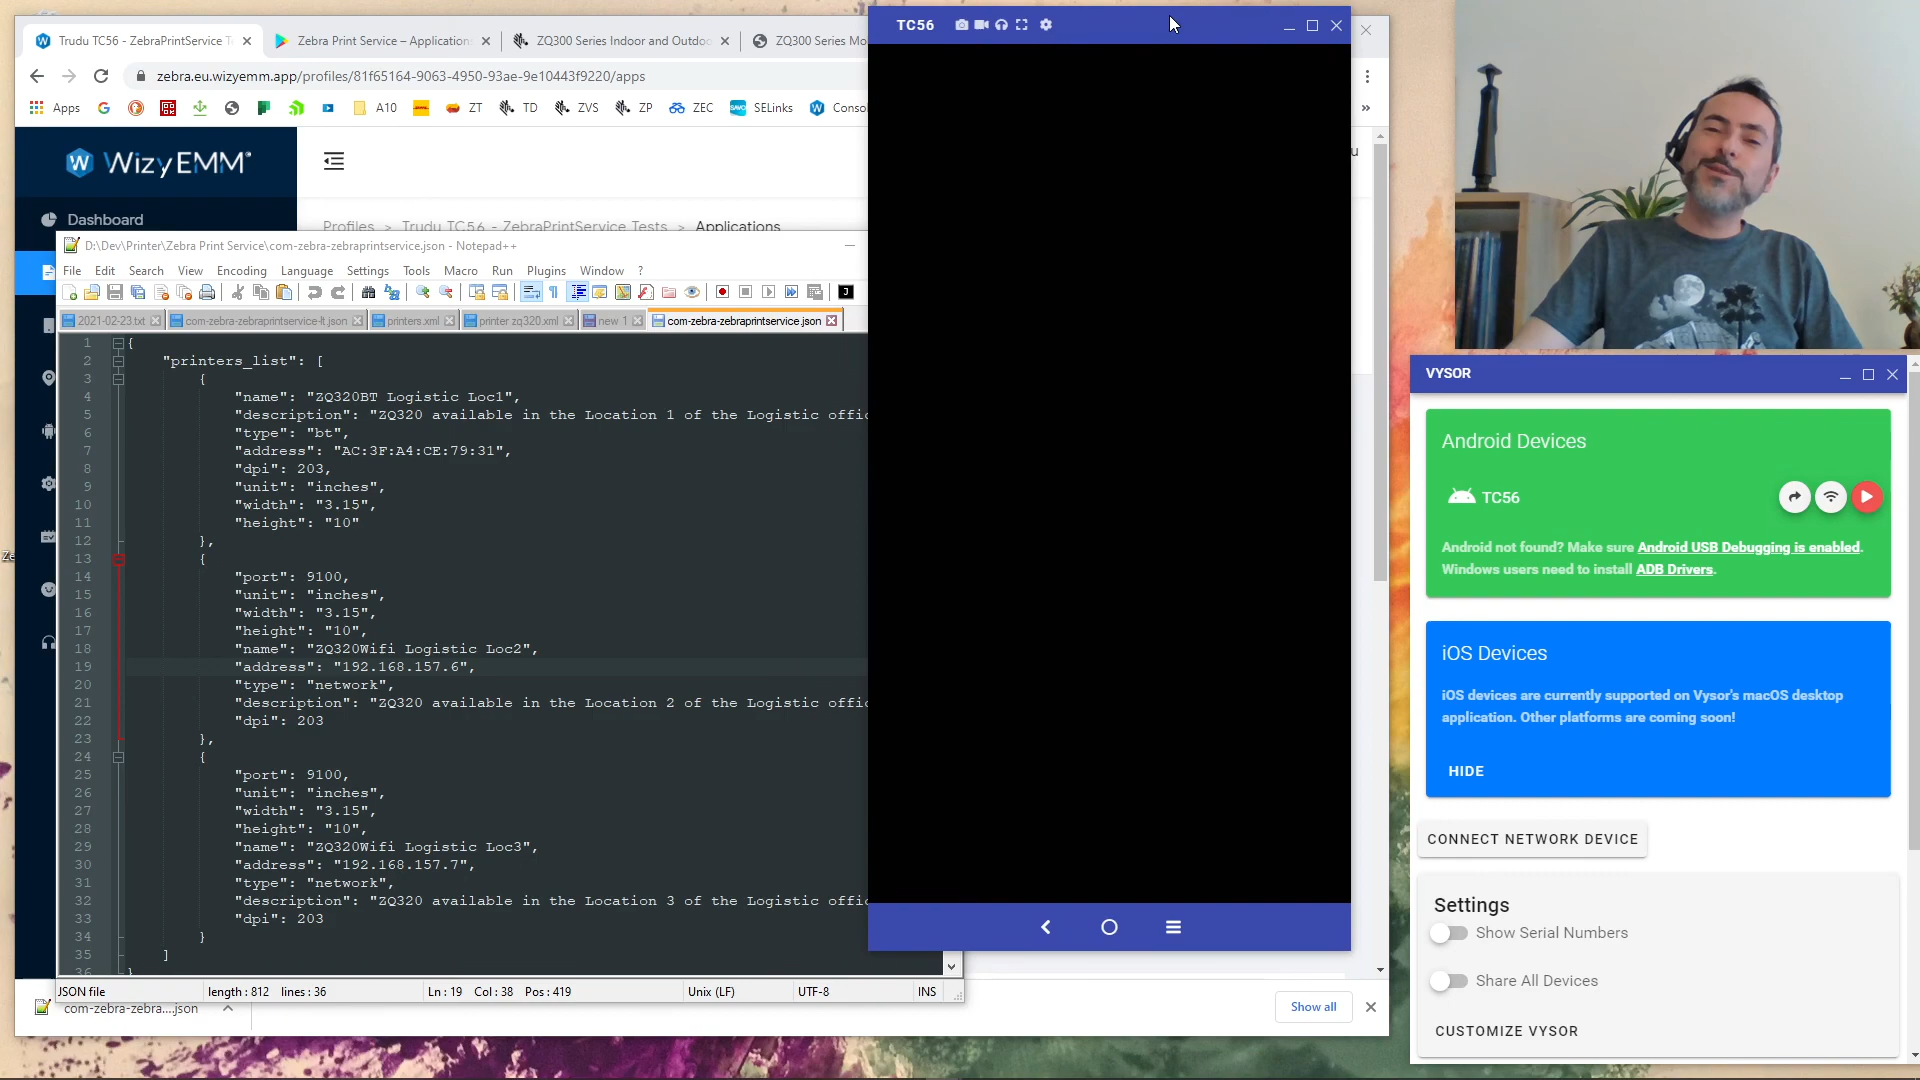 Trudu TC56 - ZebraPrintService T
Zebra Print Service – Application
ZQ300 Series Indoor and Outdoo
ZQ300 Series Mo
TC56
zebra.eu.wizyemm.app/profiles/81f65164-9063-4950-93ae-9e10443f9220/apps
Apps
A10
ZT
TD
ZVS
ZP
ZEC
SELinks
Conso
WizyEMM
Dashboard
Profiles > Trudu TC56 - ZebraPrintService Tests > Applications
D:\Dev\Printer\Zebra Print Service\com-zebra-zebraprintservice.json - Notepad++
File Edit Search View Encoding Language Settings Tools Macro Run Plugins Window ?
2021-02-23.txt
com-zebra-zebraprintservice-lt.json
printers.xml
printer zq320.xml
new 1
com-zebra-zebraprintservice.json
1 {
2 "printers_list": [
3 {
4 "name": "ZQ320BT Logistic Loc1",
5 "description": "ZQ320 available in the Location 1 of the Logistic offic
6 "type": "bt",
7 "address": "AC:3F:A4:CE:79:31",
8 "dpi": 203,
9 "unit": "inches",
10 "width": "3.15",
11 "height": "10"
12 },
13 {
14 "port": 9100,
15 "unit": "inches",
16 "width": "3.15",
17 "height": "10",
18 "name": "ZQ320Wifi Logistic Loc2",
19 "address": "192.168.157.6",
20 "type": "network",
21 "description": "ZQ320 available in the Location 2 of the Logistic offic
22 "dpi": 203
23 },
24 {
25 "port": 9100,
26 "unit": "inches",
27 "width": "3.15",
28 "height": "10",
29 "name": "ZQ320Wifi Logistic Loc3",
30 "address": "192.168.157.7",
31 "type": "network",
32 "description": "ZQ320 available in the Location 3 of the Logistic offic
33 "dpi": 203
34 }
35 ]
36 }
JSON file length : 812 lines : 36 Ln : 19 Col : 38 Pos : 419 Unix (LF) UTF-8 INS
com-zebra-zebra....json
Show all
VYSOR
Android Devices
TC56
Android not found? Make sure Android USB Debugging is enabled.
Windows users need to install ADB Drivers.
iOS Devices
iOS devices are currently supported on Vysor's macOS desktop
application. Other platforms are coming soon!
HIDE
CONNECT NETWORK DEVICE
Settings
Show Serial Numbers
Share All Devices
CUSTOMIZE VYSOR